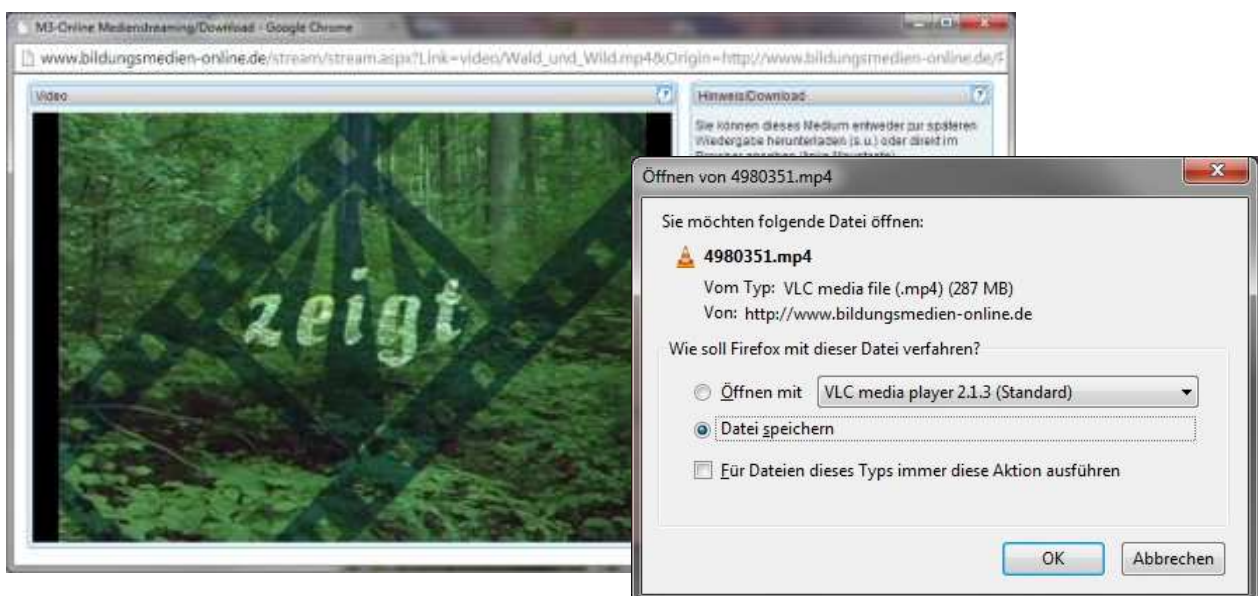 M3-Online Medienstreaming/Download - Google Chrome
www.bildungsmedien-online.de/stream/stream.aspx?Link=video/Wald_und_Wild.mp4&Origin=http://www.bildungsmedien-online.de/
Video
zeigt
Hinweis/Download
Sie können dieses Medium entweder zur späteren
Wiedergabe herunterladen (s.u.) oder direkt im
Öffnen von 4980351.mp4
Sie möchten folgende Datei öffnen:
4980351.mp4
Vom Typ: VLC media file (.mp4) (287 MB)
Von: http://www.bildungsmedien-online.de
Wie soll Firefox mit dieser Datei verfahren?
Öffnen mit VLC media player 2.1.3 (Standard)
Datei speichern
Für Dateien dieses Typs immer diese Aktion ausführen
OK Abbrechen